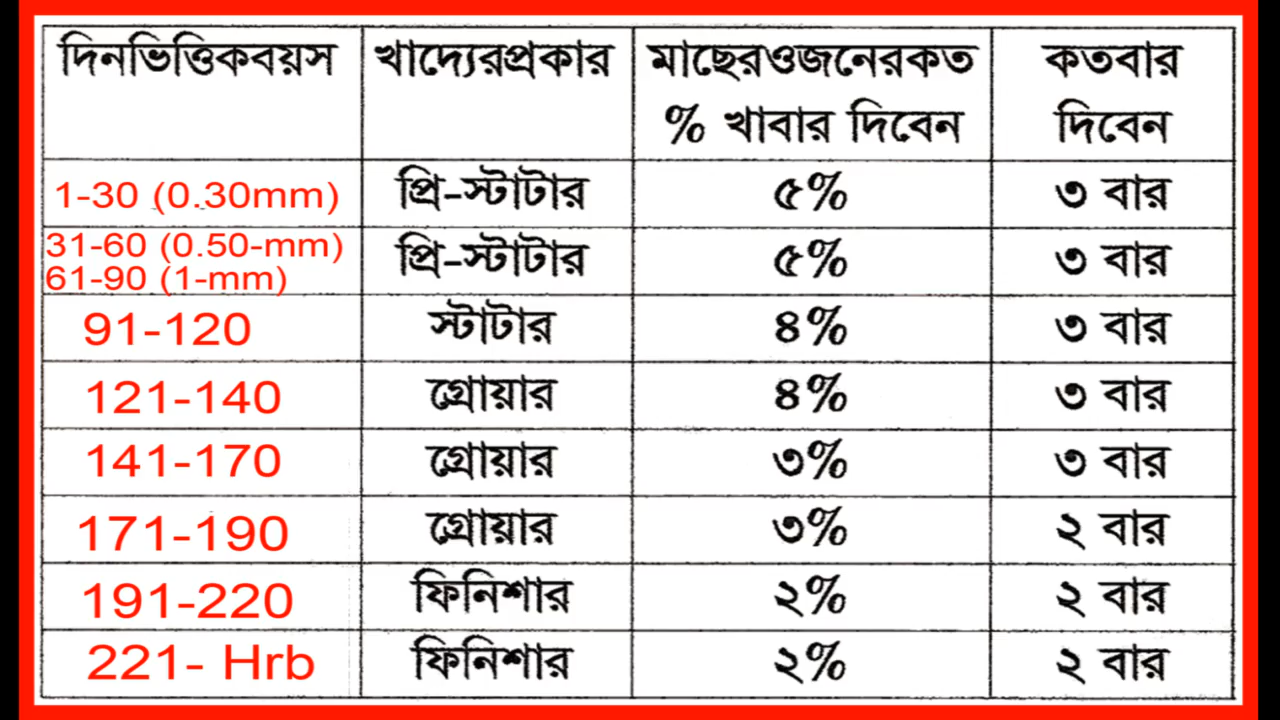 দিনভিত্তিকবয়স খাদ্যেরপ্রকার মাছেরওজনেরকত % খাবার দিবেন কতবার দিবেন
1-30 (0.30mm) প্রি-স্টাটার ৫% ৩ বার
31-60 (0.50-mm)
61-90 (1-mm) প্রি-স্টাটার ৫% ৩ বার
91-120 স্টাটার ৪% ৩ বার
121-140 গ্রোয়ার ৪% ৩ বার
141-170 গ্রোয়ার ৩% ৩ বার
171-190 গ্রোয়ার ৩% ২ বার
191-220 ফিনিশার ২% ২ বার
221- Hrb ফিনিশার ২% ২ বার